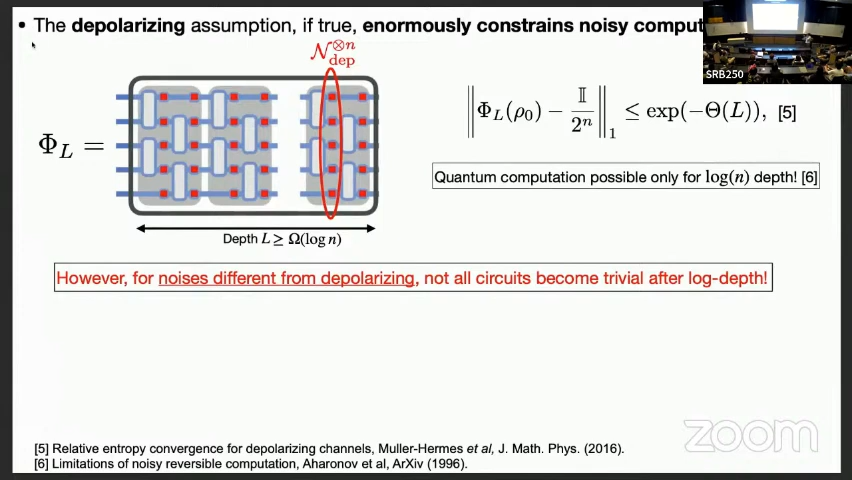 • The depolarizing assumption, if true, enormously constrains noisy comput
SRB250
𝒩_dep^{⊗n}
Φ_L =
‖Φ_L(ρ_0) − 𝕀/2^n‖_1 ≤ exp(−Θ(L)), [5]
Quantum computation possible only for log(n) depth! [6]
Depth L ≥ Ω(log n)
However, for noises different from depolarizing, not all circuits become trivial after log-depth!
zoom
[5] Relative entropy convergence for depolarizing channels, Muller-Hermes et al, J. Math. Phys. (2016).
[6] Limitations of noisy reversible computation, Aharonov et al, ArXiv (1996).